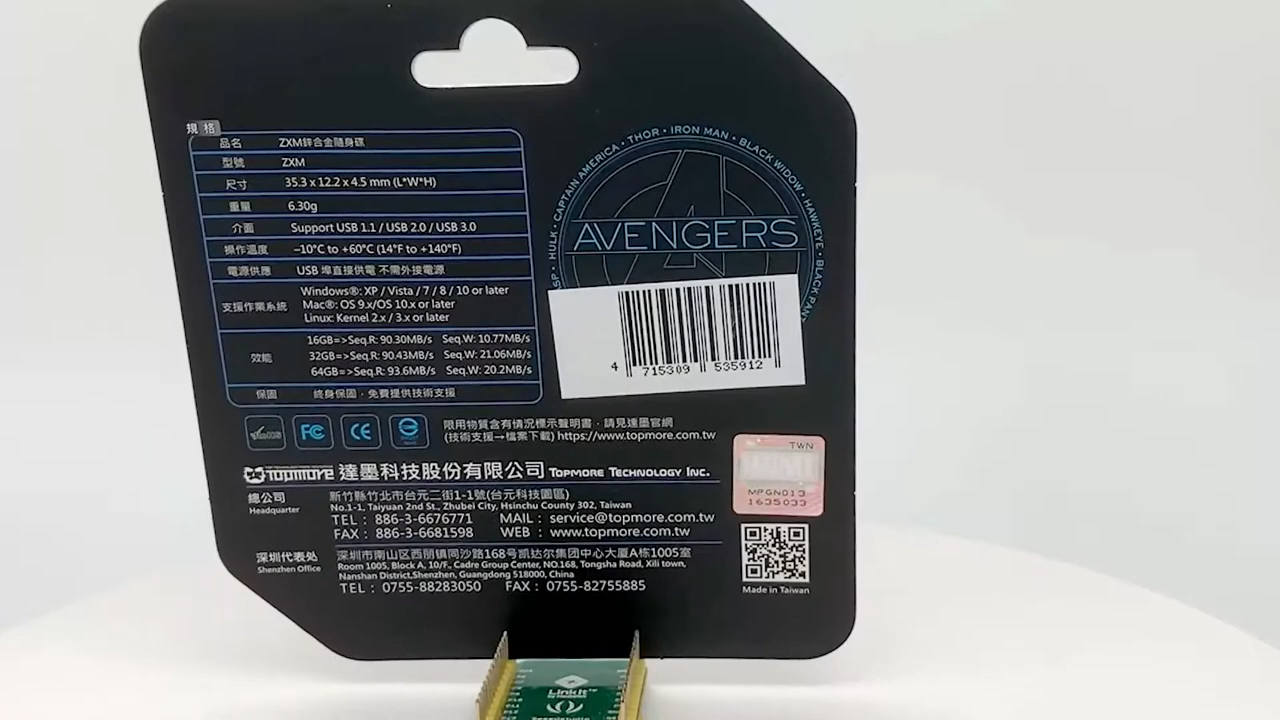 規格
品名 ZXM鋅合金隨身碟
型號 ZXM
尺寸 35.3 x 12.2 x 4.5 mm (L*W*H)
重量 6.30g
介面 Support USB 1.1 / USB 2.0 / USB 3.0
操作溫度 –10°C to +60°C (14°F to +140°F)
電源供應 USB 埠直接供電 不需外接電源
支援作業系統
Windows®: XP / Vista / 7 / 8 / 10 or later
Mac®: OS 9.x/OS 10.x or later
Linux: Kernel 2.x / 3.x or later
效能
16GB=>Seq.R: 90.30MB/s Seq.W: 10.77MB/s
32GB=>Seq.R: 90.43MB/s Seq.W: 21.06MB/s
64GB=>Seq.R: 93.6MB/s Seq.W: 20.2MB/s
保固 終身保固，免費提供技術支援
HULK • CAPTAIN AMERICA • THOR • IRON MAN • BLACK WIDOW • HAWKEYE • BLACK
AVENGERS
4 715309 535912
FC CE
限用物質含有情況標示聲明書，請見達墨官網
(技術支援→檔案下載) https://www.topmore.com.tw
TOPMORE 達墨科技股份有限公司 TOPMORE TECHNOLOGY INC.
總公司
Headquarter
新竹縣竹北市台元二街1-1號(台元科技園區)
No.1-1, Taiyuan 2nd St., Zhubei City, Hsinchu County 302, Taiwan
TEL： 886-3-6676771 MAIL： service@topmore.com.tw
FAX： 886-3-6681598 WEB： www.topmore.com.tw
深圳代表处
Shenzhen Office
深圳市南山区西丽镇同沙路168号凯达尔集团中心大厦A栋1005室
Room 1005, Block A, 10/F., Cadre Group Center, NO.168, Tongsha Road, Xili town,
Nanshan District,Shenzhen, Guangdong 518000, China
TEL： 0755-88283050 FAX： 0755-82755885
TWN
MPGN013
1635033
Made in Taiwan
LinkIt™